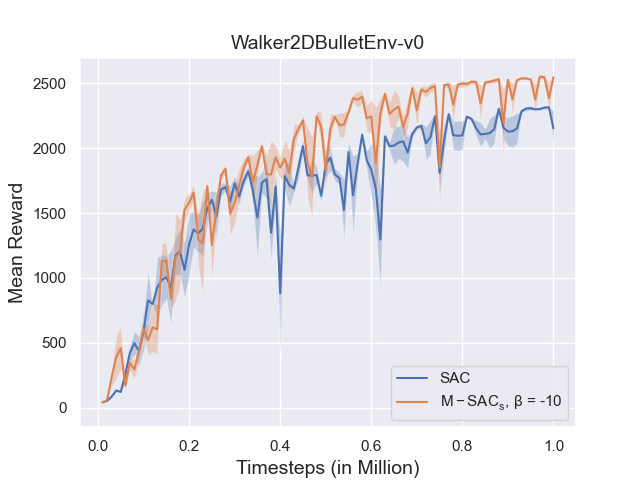 Walker2DBulletEnv-v0
Mean Reward
2500
2000
1500
1000
500
0
SAC
M−SACs, β = -10
0.0 0.2 0.4 0.6 0.8 1.0
Timesteps (in Million)